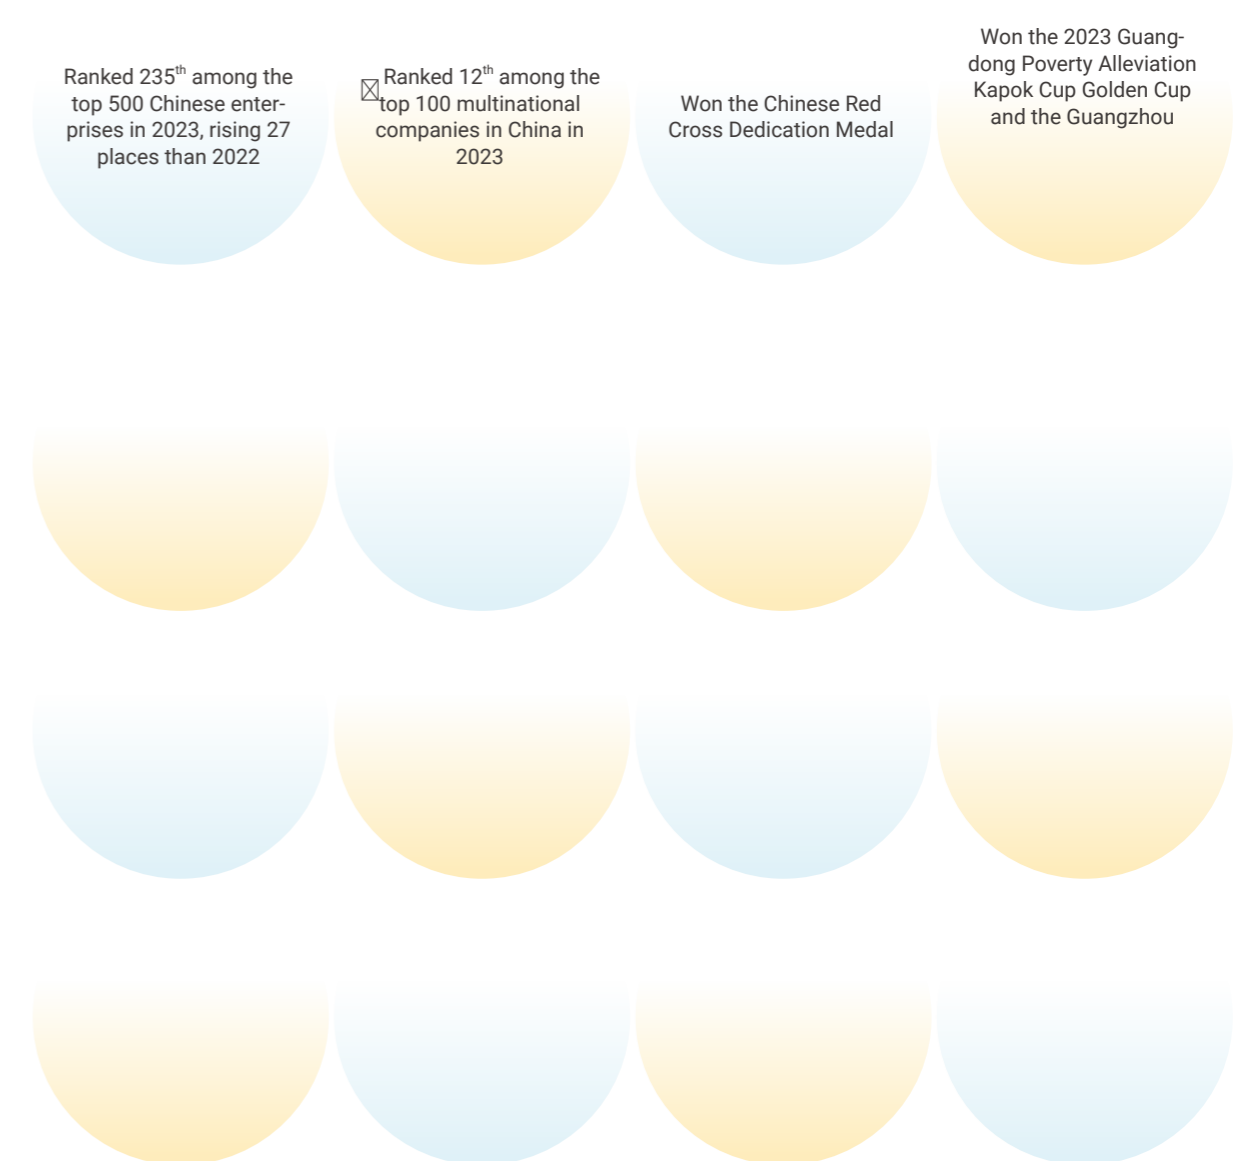 Ranked 235th among the
top 500 Chinese enter-
prises in 2023, rising 27
places than 2022
Ranked 12th among the
top 100 multinational
companies in China in
2023
Won the Chinese Red
Cross Dedication Medal
Won the 2023 Guang-
dong Poverty Alleviation
Kapok Cup Golden Cup
and the Guangzhou